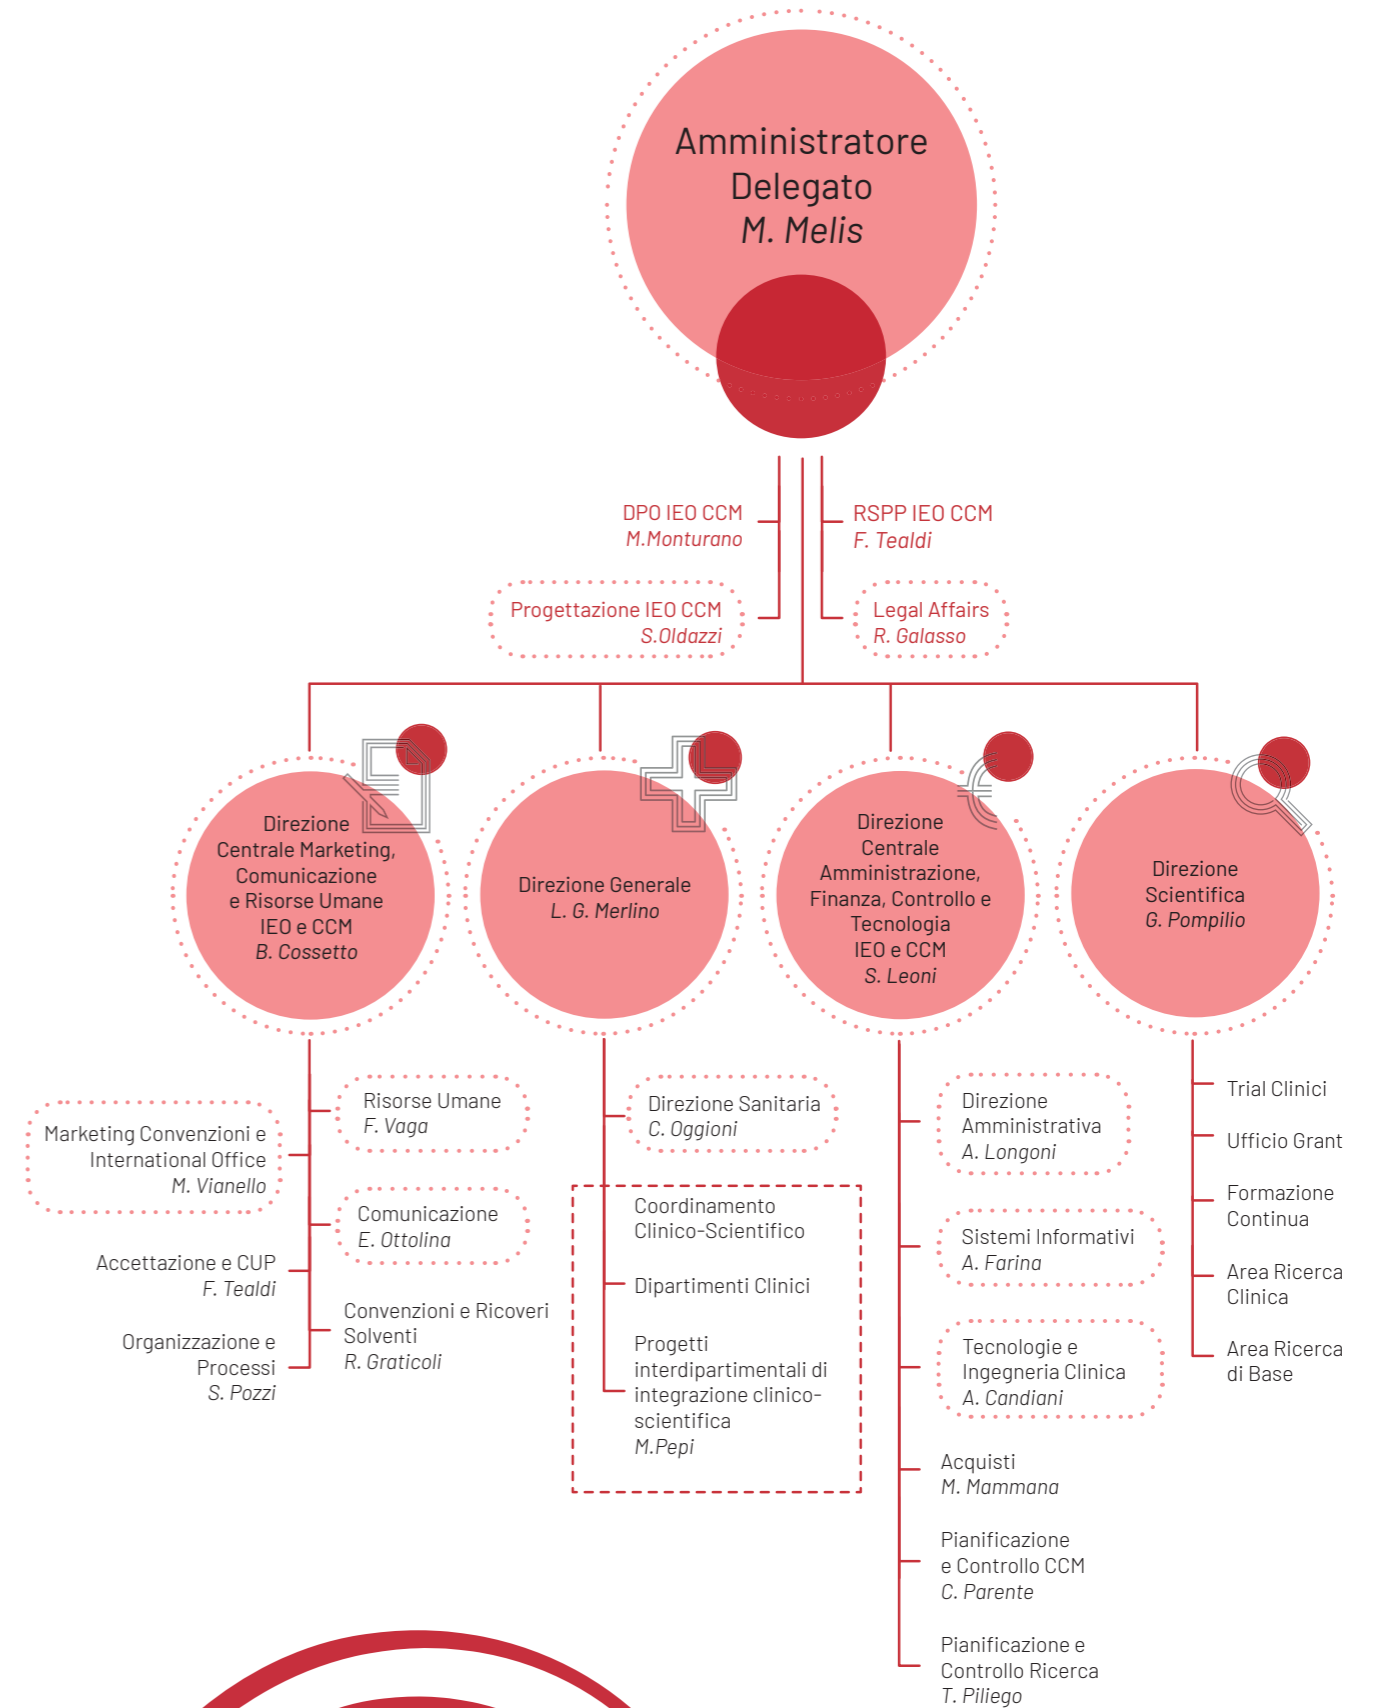 Amministratore
Delegato
M. Melis
DPO IEO CCM
M.Monturano
RSPP IEO CCM
F. Tealdi
Progettazione IEO CCM
S.Oldazzi
Legal Affairs
R. Galasso
Direzione
Centrale Marketing,
Comunicazione
e Risorse Umane
IEO e CCM
B. Cossetto
Direzione Generale
L. G. Merlino
Direzione
Centrale
Amministrazione,
Finanza, Controllo e
Tecnologia
IEO e CCM
S. Leoni
Direzione
Scientifica
G. Pompilio
Risorse Umane
F. Vaga
Marketing Convenzioni e
International Office
M. Vianello
Comunicazione
E. Ottolina
Accettazione e CUP
F. Tealdi
Convenzioni e Ricoveri
Solventi
R. Graticoli
Organizzazione e
Processi
S. Pozzi
Direzione Sanitaria
C. Oggioni
Coordinamento
Clinico-Scientifico
Dipartimenti Clinici
Progetti
interdipartimentali di
integrazione clinico-
scientifica
M.Pepi
Direzione
Amministrativa
A. Longoni
Sistemi Informativi
A. Farina
Tecnologie e
Ingegneria Clinica
A. Candiani
Acquisti
M. Mammana
Pianificazione
e Controllo CCM
C. Parente
Pianificazione e
Controllo Ricerca
T. Piliego
Trial Clinici
Ufficio Grant
Formazione
Continua
Area Ricerca
Clinica
Area Ricerca
di Base